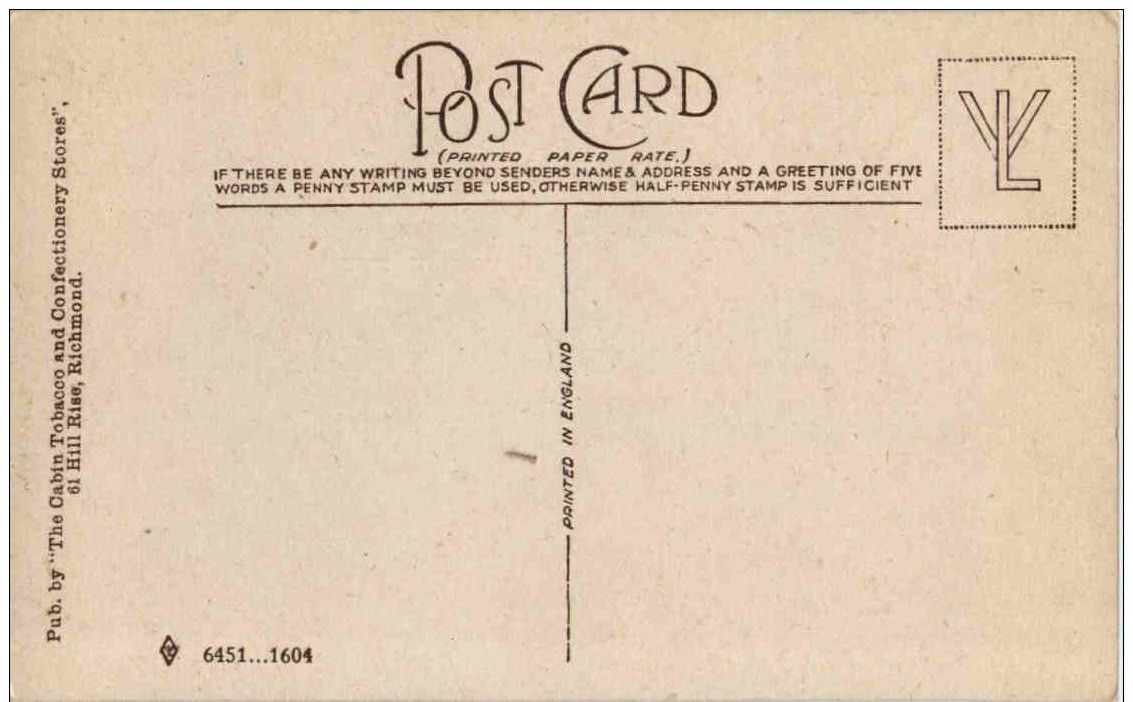 POST CARD
(PRINTED PAPER RATE.)
IF THERE BE ANY WRITING BEYOND SENDERS NAME & ADDRESS AND A GREETING OF FIVE
WORDS A PENNY STAMP MUST BE USED, OTHERWISE HALF-PENNY STAMP IS SUFFICIENT
Pub. by "The Cabin Tobacco and Confectionery Stores",
61 Hill Rise, Richmond.
PRINTED IN ENGLAND
6451...1604